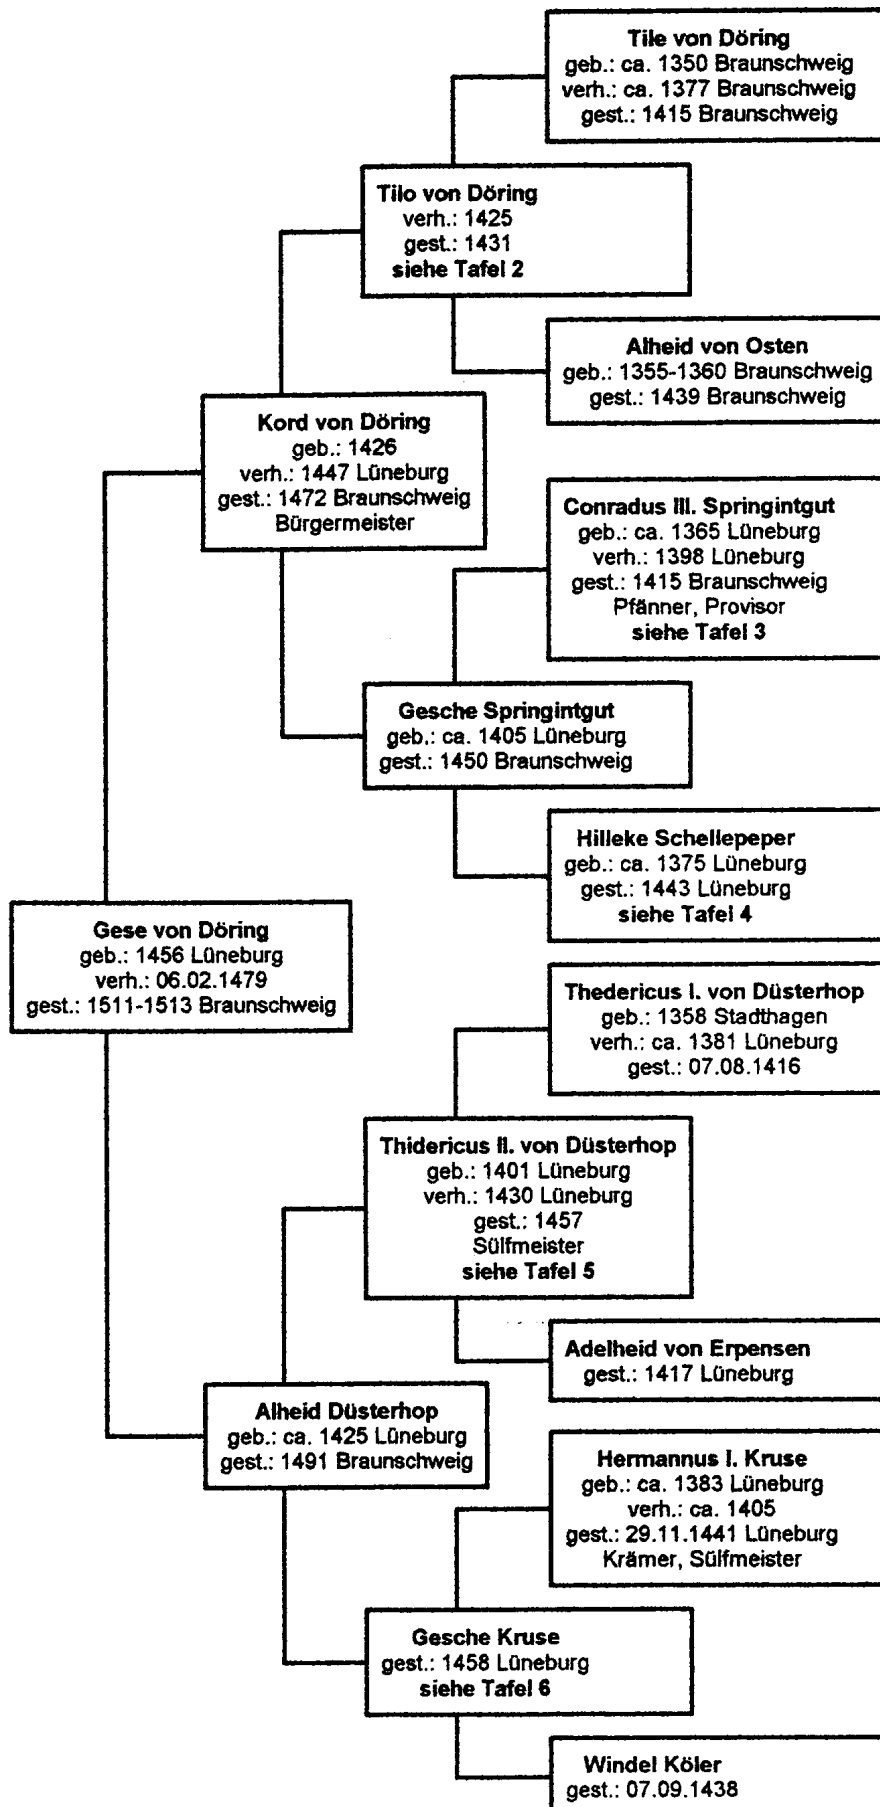 Tile von Döring
geb.: ca. 1350 Braunschweig
verh.: ca. 1377 Braunschweig
gest.: 1415 Braunschweig
Tilo von Döring
verh.: 1425
gest.: 1431
siehe Tafel 2
Alheid von Osten
geb.: 1355-1360 Braunschweig
gest.: 1439 Braunschweig
Kord von Döring
geb.: 1426
verh.: 1447 Lüneburg
gest.: 1472 Braunschweig
Bürgermeister
Conradus III. Springintgut
geb.: ca. 1365 Lüneburg
verh.: 1398 Lüneburg
gest.: 1415 Braunschweig
Pfänner, Provisor
siehe Tafel 3
Gesche Springintgut
geb.: ca. 1405 Lüneburg
gest.: 1450 Braunschweig
Hilleke Schellepeper
geb.: ca. 1375 Lüneburg
gest.: 1443 Lüneburg
siehe Tafel 4
Gese von Döring
geb.: 1456 Lüneburg
verh.: 06.02.1479
gest.: 1511-1513 Braunschweig
Thedericus I. von Düsterhop
geb.: 1358 Stadthagen
verh.: ca. 1381 Lüneburg
gest.: 07.08.1416
Thidericus II. von Düsterhop
geb.: 1401 Lüneburg
verh.: 1430 Lüneburg
gest.: 1457
Sülfmeister
siehe Tafel 5
Adelheid von Erpensen
gest.: 1417 Lüneburg
Alheid Düsterhop
geb.: ca. 1425 Lüneburg
gest.: 1491 Braunschweig
Hermannus I. Kruse
geb.: ca. 1383 Lüneburg
verh.: ca. 1405
gest.: 29.11.1441 Lüneburg
Krämer, Sülfmeister
Gesche Kruse
gest.: 1458 Lüneburg
siehe Tafel 6
Windel Köler
gest.: 07.09.1438